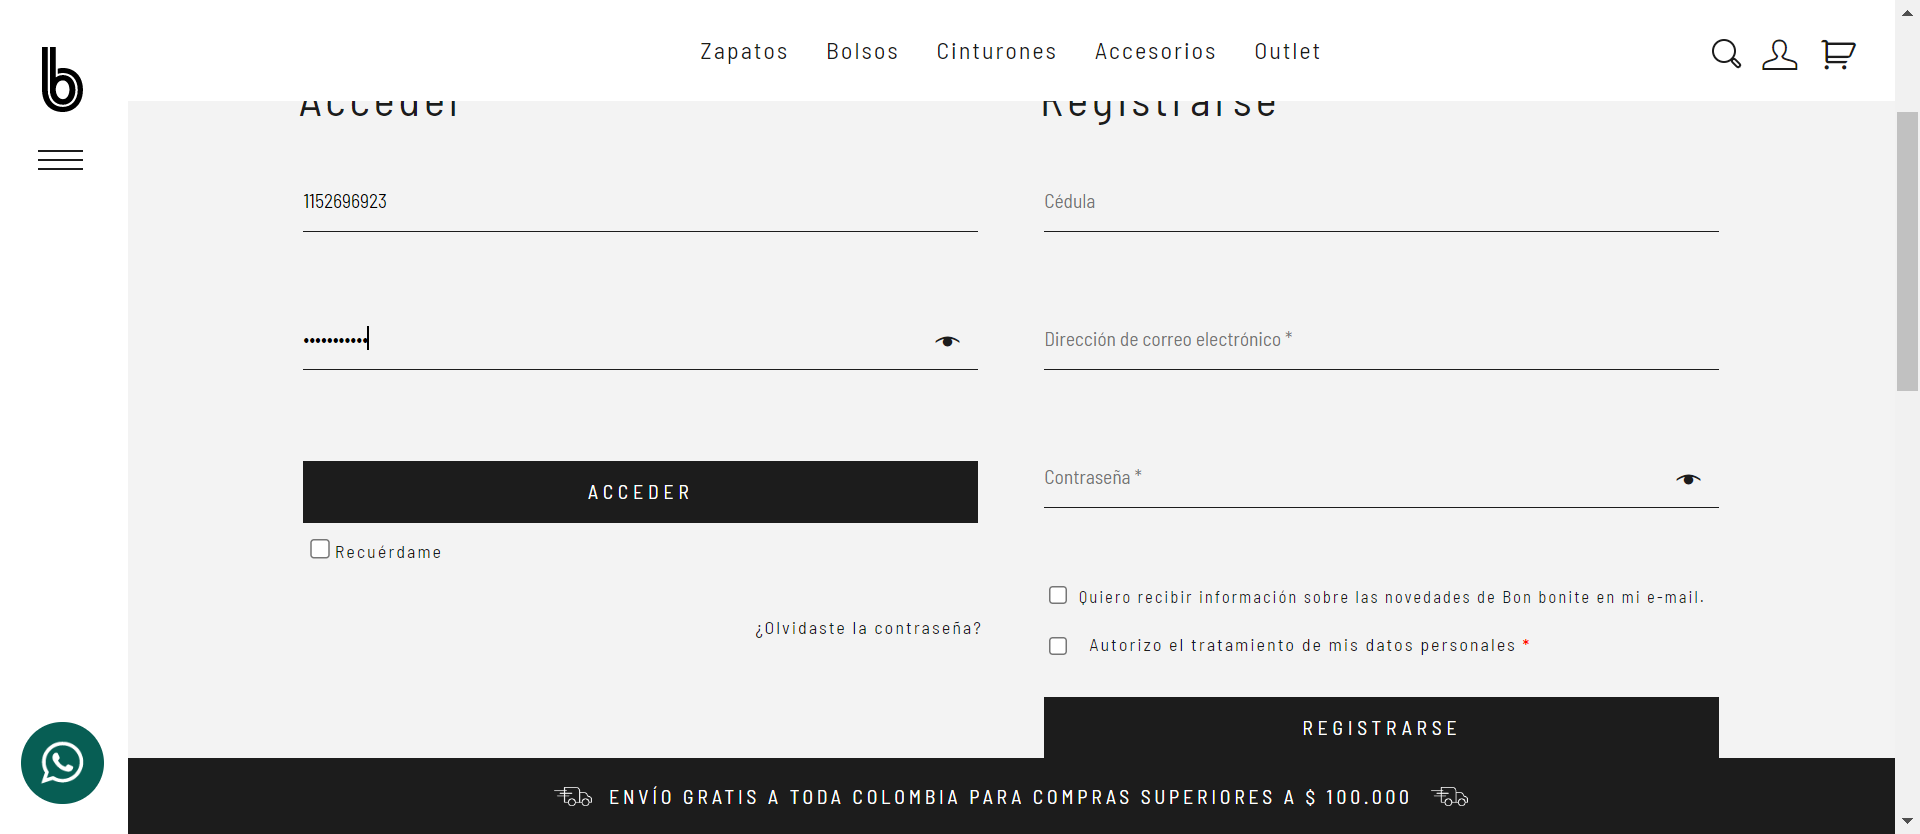 b
Zapatos Bolsos Cinturones Accesorios Outlet
Acceder
Registrarse
1152696923
Cédula
•••••••••••
Dirección de correo electrónico *
ACCEDER
Recuérdame
¿Olvidaste la contraseña?
Contraseña *
Quiero recibir información sobre las novedades de Bon bonite en mi e-mail.
Autorizo el tratamiento de mis datos personales *
REGISTRARSE
ENVÍO GRATIS A TODA COLOMBIA PARA COMPRAS SUPERIORES A $ 100.000